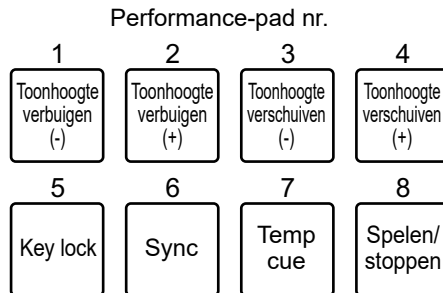 Performance-pad nr.
1 2 3 4
Toonhoogte verbuigen (-)
Toonhoogte verbuigen (+)
Toonhoogte verschuiven (-)
Toonhoogte verschuiven (+)
5 6 7 8
Key lock
Sync
Temp cue
Spelen/ stoppen